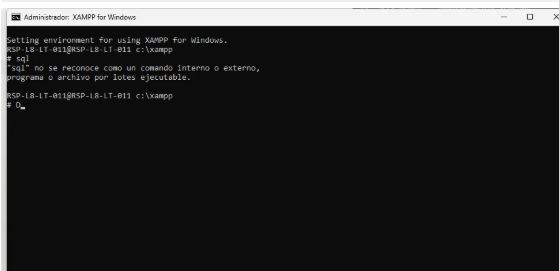 Administrador: XAMPP for Windows
Setting environment for using XAMPP for Windows.
RSP-L8-LT-011@RSP-L8-LT-011 c:\xampp
# sql
"sql" no se reconoce como un comando interno o externo,
programa o archivo por lotes ejecutable.
RSP-L8-LT-011@RSP-L8-LT-011 c:\xampp
# D